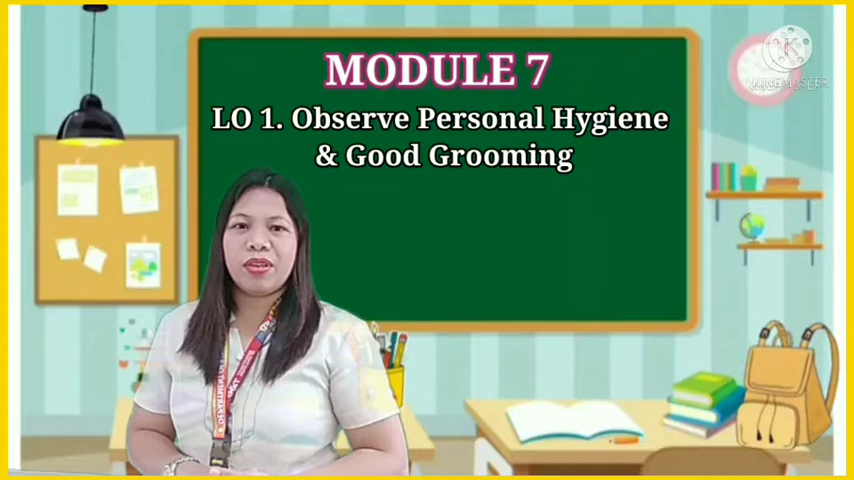 MODULE 7
LO 1. Observe Personal Hygiene
& Good Grooming
K
KINEMASTER